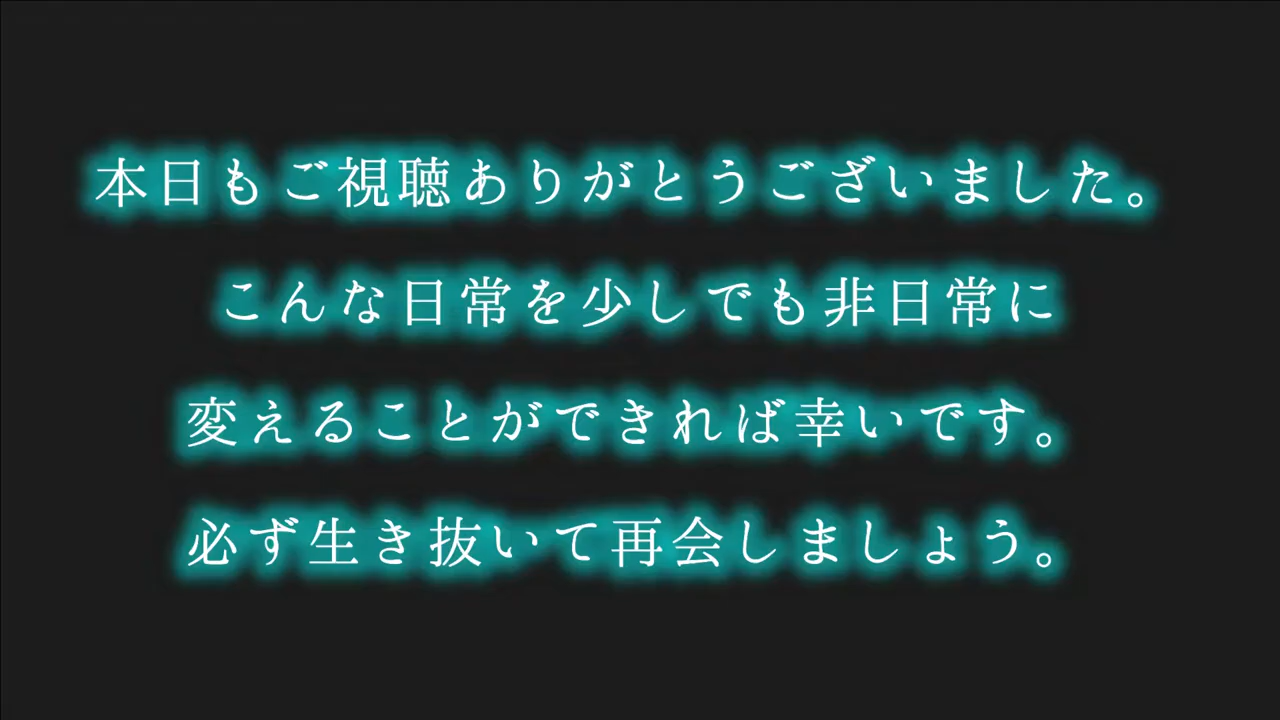 本日もご視聴ありがとうございました。
こんな日常を少しでも非日常に
変えることができれば幸いです。
必ず生き抜いて再会しましょう。